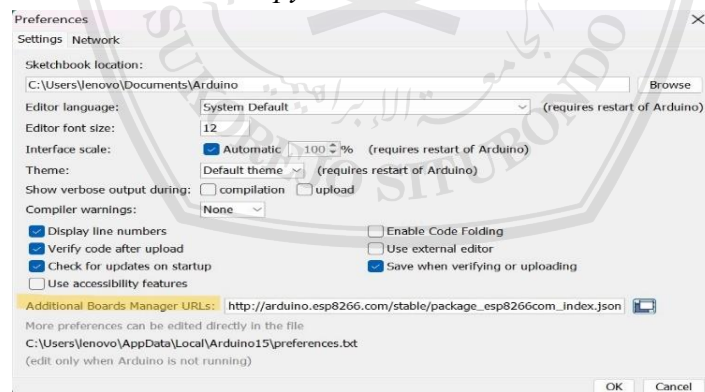 Preferences
Settings Network
Sketchbook location:
C:\Users\lenovo\Documents\Arduino Browse
Editor language: System Default (requires restart of Arduino)
Editor font size: 12
Interface scale: Automatic 100 % (requires restart of Arduino)
Theme: Default theme (requires restart of Arduino)
Show verbose output during: compilation upload
Compiler warnings: None
Display line numbers Enable Code Folding
Verify code after upload Use external editor
Check for updates on startup Save when verifying or uploading
Use accessibility features
Additional Boards Manager URLs: http://arduino.esp8266.com/stable/package_esp8266com_index.json
More preferences can be edited directly in the file
C:\Users\lenovo\AppData\Local\Arduino15\preferences.txt
(edit only when Arduino is not running)
OK Cancel
SUKOREJO SITUBONDO